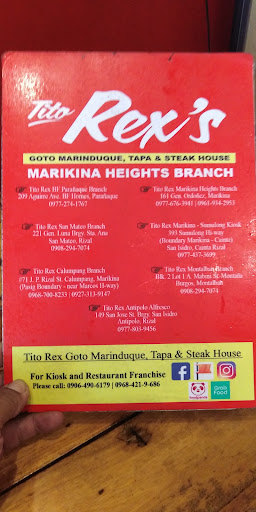 Tito Rex's
GOTO MARINDUQUE, TAPA & STEAK HOUSE
MARIKINA HEIGHTS BRANCH
Tito Rex BF Parañaque Branch
209 Aguirre Ave. BF Homes, Parañaque
0977-274-1767
Tito Rex Marikina Heights Branch
161 Gen. Ordoñez, Marikina
0977-676-3941 | 0961-934-2953
Tito Rex San Mateo Branch
221 Gen. Luna Brgy. Sta. Ana
San Mateo, Rizal
0908-294-7074
Tito Rex Marikina - Sumulong Kiosk
393 Sumulong Hi-way
(Boundary Marikina - Cainta)
San Isidro, Cainta Rizal
0977-437-3699
Tito Rex Calumpang Branch
#71 J. P. Rizal St. Calumpang, Marikina
(Pasig Boundary - near Marcos H-way)
0968-700-8233 | 0927-313-9147
Tito Rex Montalban Branch
Blk. 2 Lot 1 A. Mabini St. Montalban
Burgos, Montalban
0908-294-7074
Tito Rex Antipolo Alfresco
149 San Jose St. Brgy. San Isidro
Antipolo, Rizal
0977-803-9456
Tito Rex Goto Marinduque, Tapa & Steak House
For Kiosk and Restaurant Franchise
Please call: 0906-490-6179 | 0968-421-9-686
foodpanda
Grab
Food